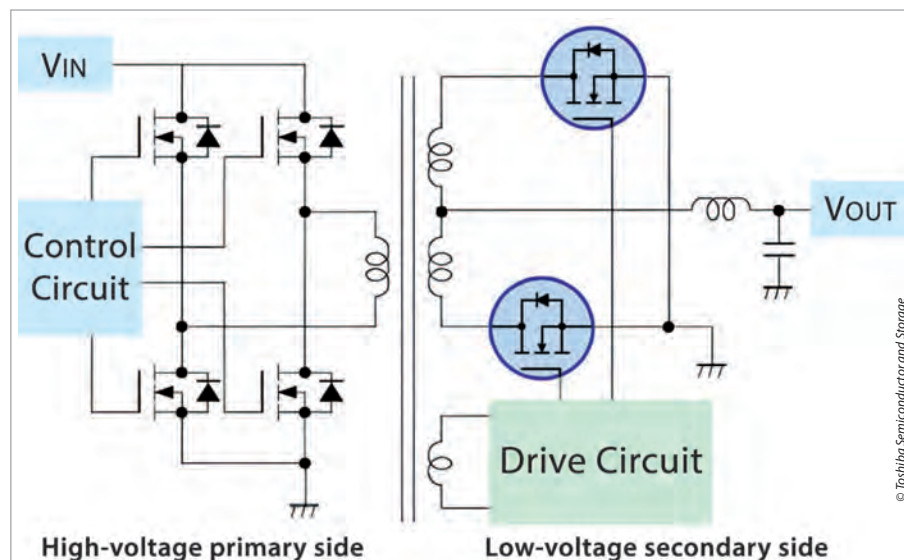 VIN
Control
Circuit
VOUT
Drive Circuit
High-voltage primary side
Low-voltage secondary side
© Toshiba Semiconductor and Storage